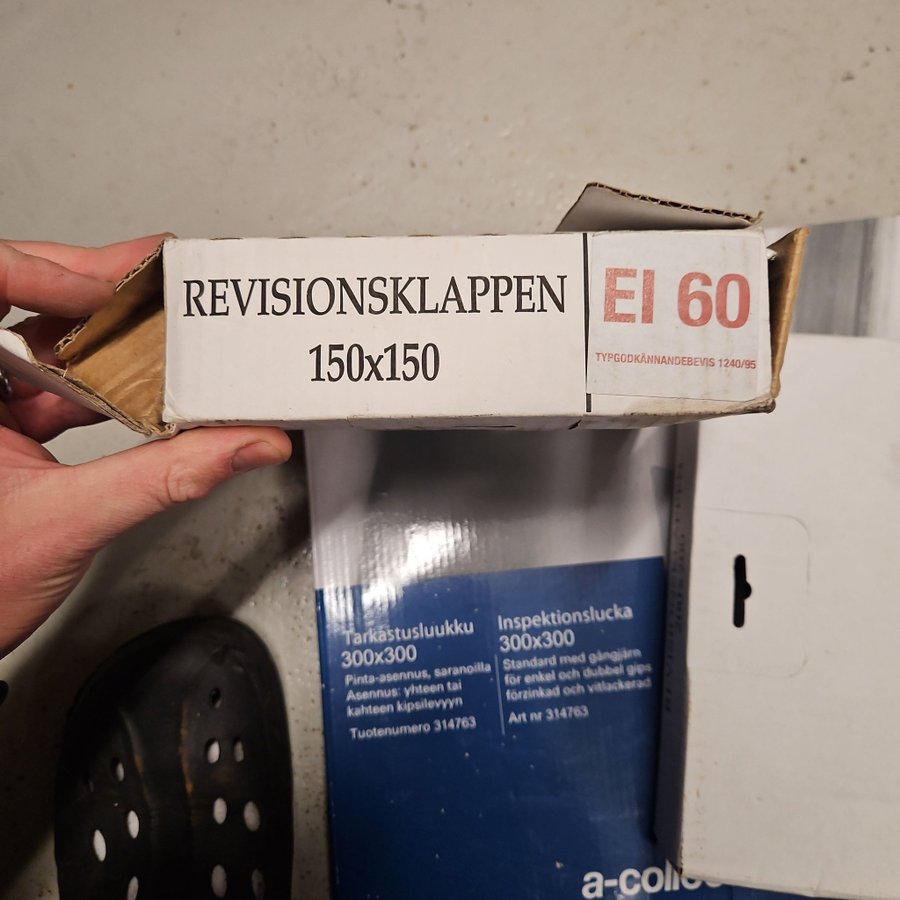 REVISIONSKLAPPEN
150x150
EI 60
TYPGODKÄNNANDEBEVIS 1240/95
Tarkastusluukku
300x300
Pinta-asennus, saranoilla
Asennus: yhteen tai
kahteen kipsilevyyn
Tuotenumero 314763
Inspektionslucka
300x300
Standard med gångjärn
för enkel och dubbel gips
förzinkad och vitlackerad
Art nr 314763